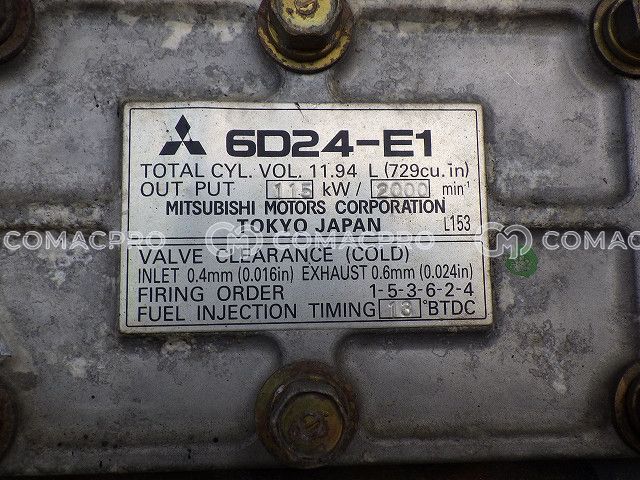 6D24-E1
TOTAL CYL. VOL. 11.94 L (729cu.in)
OUT PUT 115 kW / 2000 min-¹
MITSUBISHI MOTORS CORPORATION
TOKYO JAPAN L153
COMACPRO COMACPRO COMACPRO
VALVE CLEARANCE (COLD)
INLET 0.4mm (0.016in) EXHAUST 0.6mm (0.024in)
FIRING ORDER 1-5-3-6-2-4
FUEL INJECTION TIMING 13 °BTDC